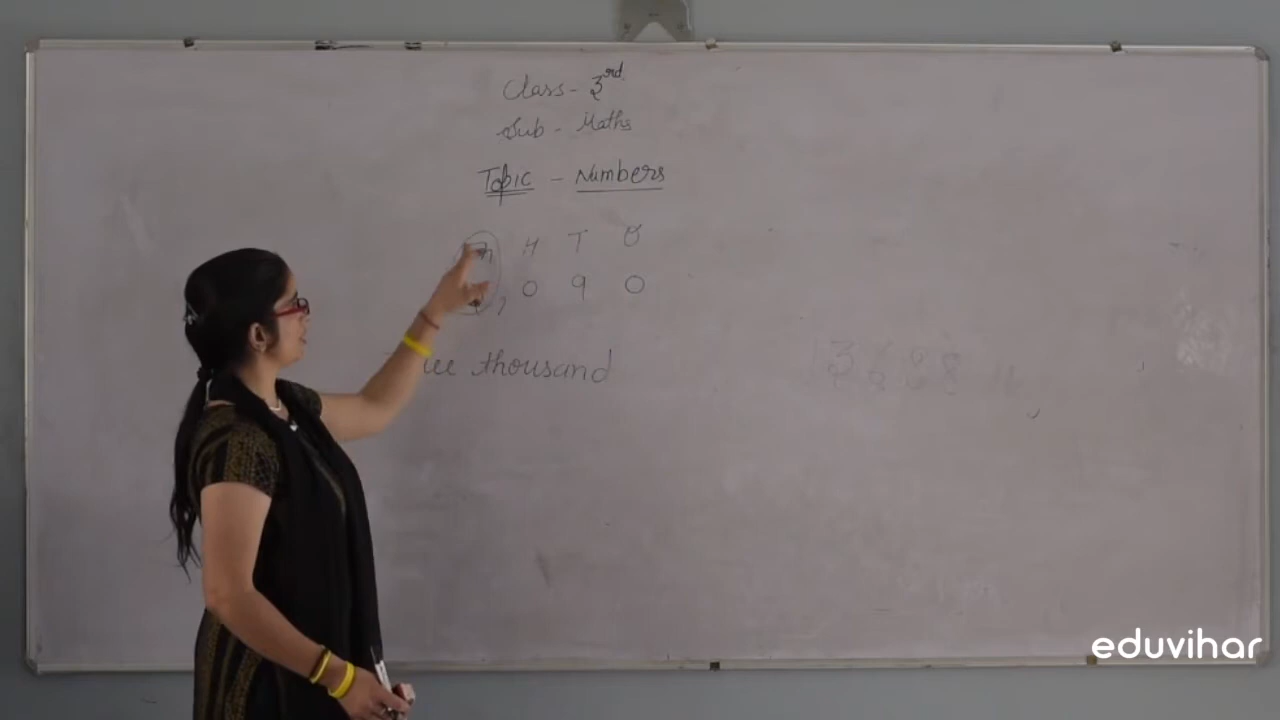 Class - 3rd
Sub - Maths
Topic - Numbers
H T O
, 0 9 0
thousand
eduvihar